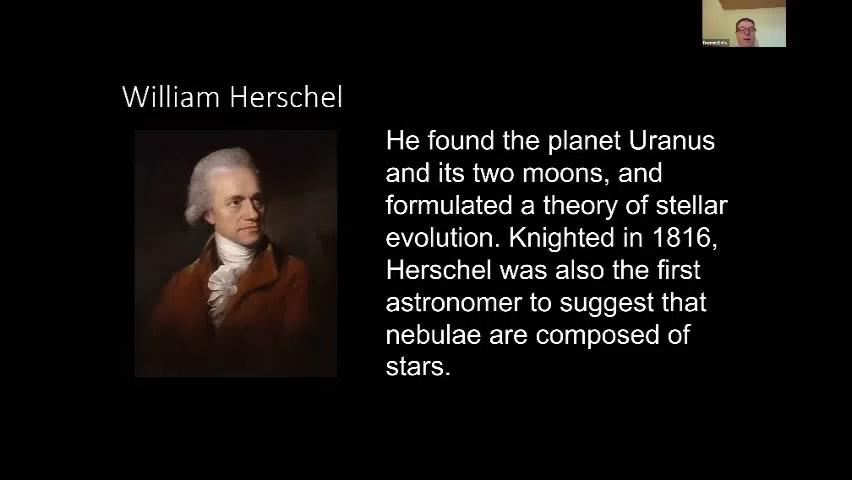 William Herschel
He found the planet Uranus
and its two moons, and
formulated a theory of stellar
evolution. Knighted in 1816,
Herschel was also the first
astronomer to suggest that
nebulae are composed of
stars.